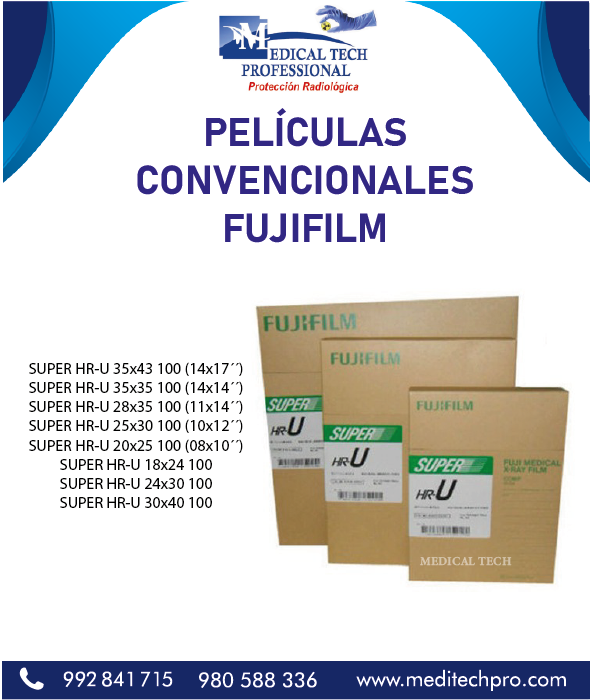 MEDICAL TECH
PROFESSIONAL
Protección Radiológica
PELÍCULAS
CONVENCIONALES
FUJIFILM
SUPER HR-U 35x43 100 (14x17´´)
SUPER HR-U 35x35 100 (14x14´´)
SUPER HR-U 28x35 100 (11x14´´)
SUPER HR-U 25x30 100 (10x12´´)
SUPER HR-U 20x25 100 (08x10´´)
SUPER HR-U 18x24 100
SUPER HR-U 24x30 100
SUPER HR-U 30x40 100
FUJIFILM
SUPER
HR-U
FUJIFILM
SUPER
HR-U
FUJIFILM
SUPER
HR-U
FUJI MEDICAL
X-RAY FILM
MEDICAL TECH
992 841 715
980 588 336
www.meditechpro.com